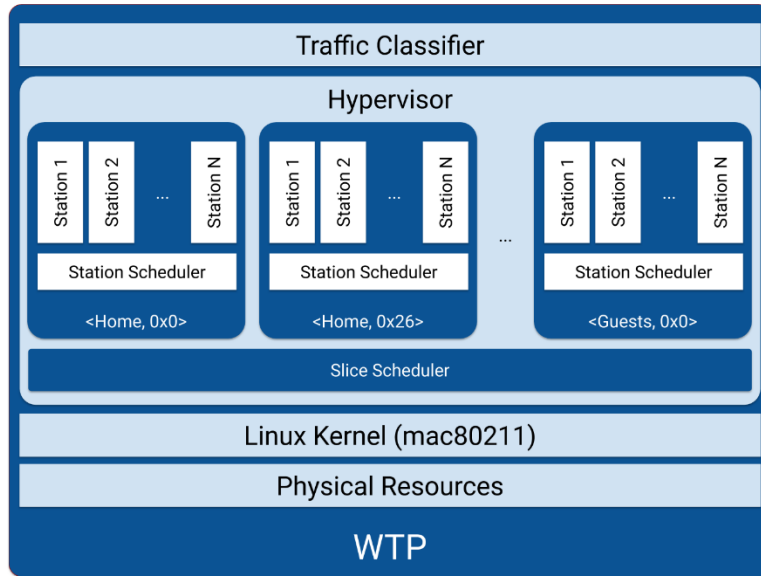 Traffic Classifier
Hypervisor
Station 1
Station 2
...
Station N
Station Scheduler
<Home, 0x0>
Station 1
Station 2
...
Station N
Station Scheduler
<Home, 0x26>
...
Station 1
Station 2
...
Station N
Station Scheduler
<Guests, 0x0>
Slice Scheduler
Linux Kernel (mac80211)
Physical Resources
WTP